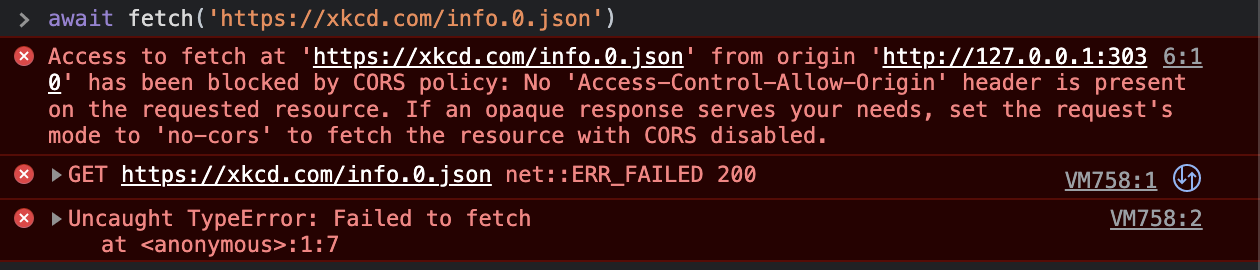 > await fetch('https://xkcd.com/info.0.json')
Access to fetch at 'https://xkcd.com/info.0.json' from origin 'http://127.0.0.1:303 6:1
0' has been blocked by CORS policy: No 'Access-Control-Allow-Origin' header is present
on the requested resource. If an opaque response serves your needs, set the request's
mode to 'no-cors' to fetch the resource with CORS disabled.
GET https://xkcd.com/info.0.json net::ERR_FAILED 200 VM758:1
Uncaught TypeError: Failed to fetch VM758:2
at <anonymous>:1:7